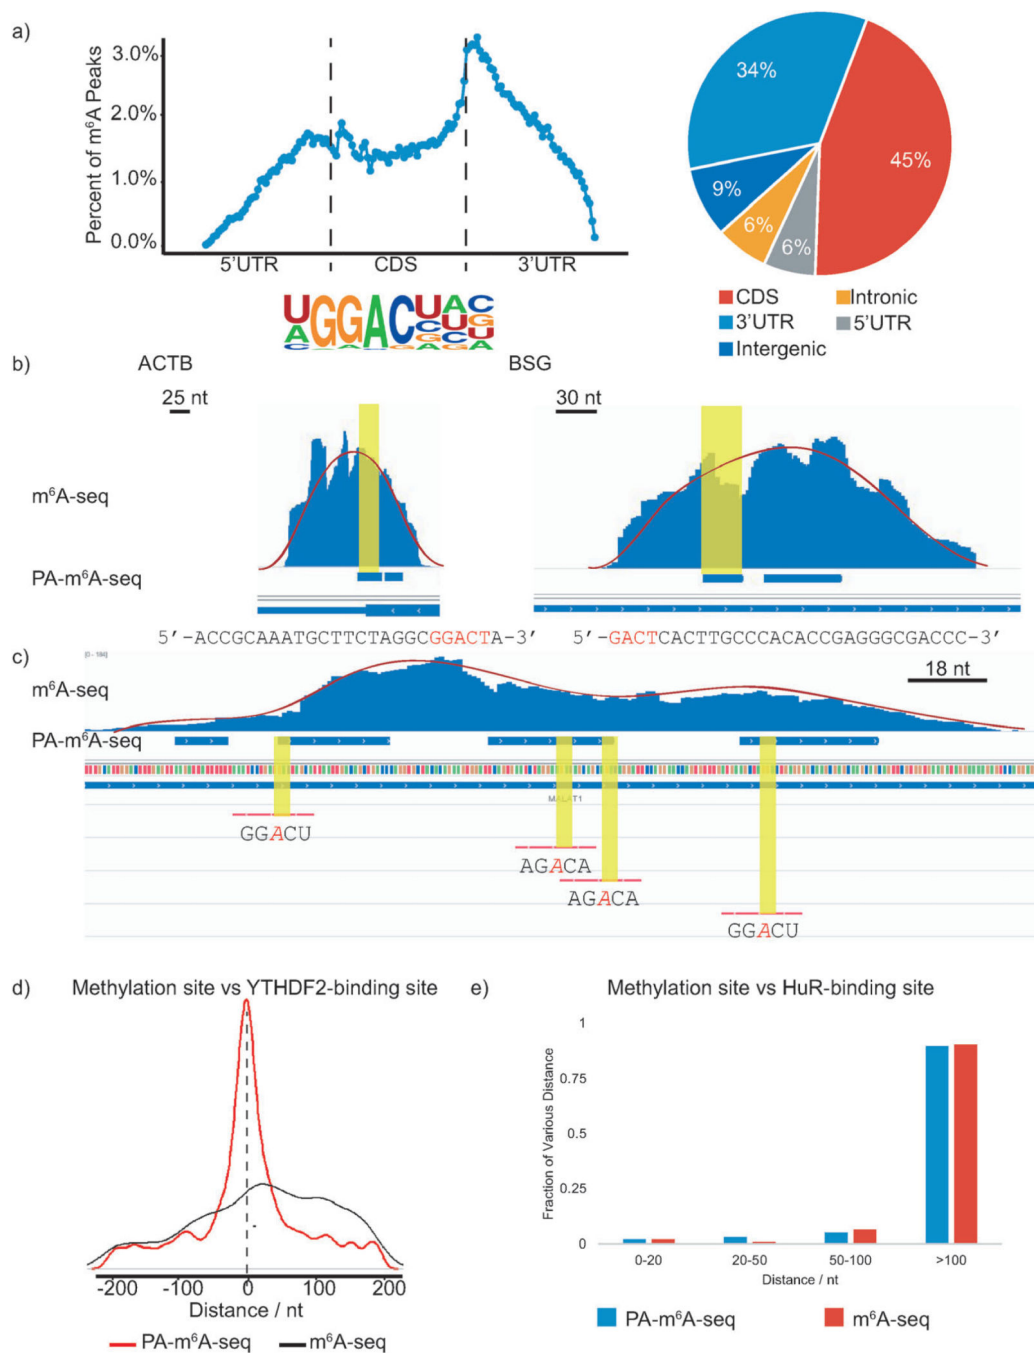 a)
Percent of m⁶A Peaks
3.0%
2.0%
1.0%
0.0%
5'UTR
CDS
3'UTR
34%
45%
9%
6%
6%
CDS
Intronic
3'UTR
5'UTR
Intergenic
UGGACUAC
b)
ACTB
BSG
25 nt
30 nt
m⁶A-seq
PA-m⁶A-seq
5'-ACCGCAAATGCTTCTAGGCGGACTA-3'
5'-GACTCACTTGCCCACACCGAGGGCGACCC-3'
c)
[0 - 184]
m⁶A-seq
18 nt
PA-m⁶A-seq
GGACU
AGACA
AGACA
GGACU
d)
Methylation site vs YTHDF2-binding site
-200
-100
0
100
200
Distance / nt
PA-m⁶A-seq
m⁶A-seq
e)
Methylation site vs HuR-binding site
Fraction of Various Distance
1
0.75
0.5
0.25
0
0-20
20-50
50-100
>100
Distance / nt
PA-m⁶A-seq
m⁶A-seq